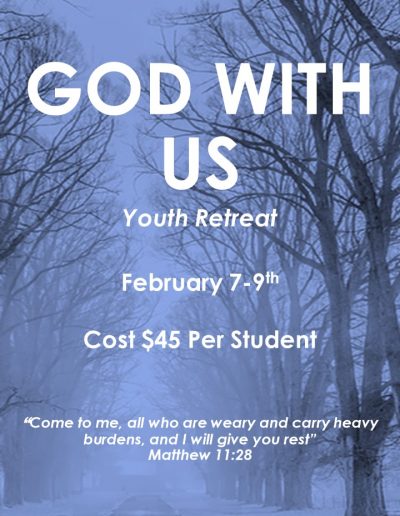 GOD WITH
US
Youth Retreat
February 7-9th
Cost $45 Per Student
“Come to me, all who are weary and carry heavy
burdens, and I will give you rest”
Matthew 11:28